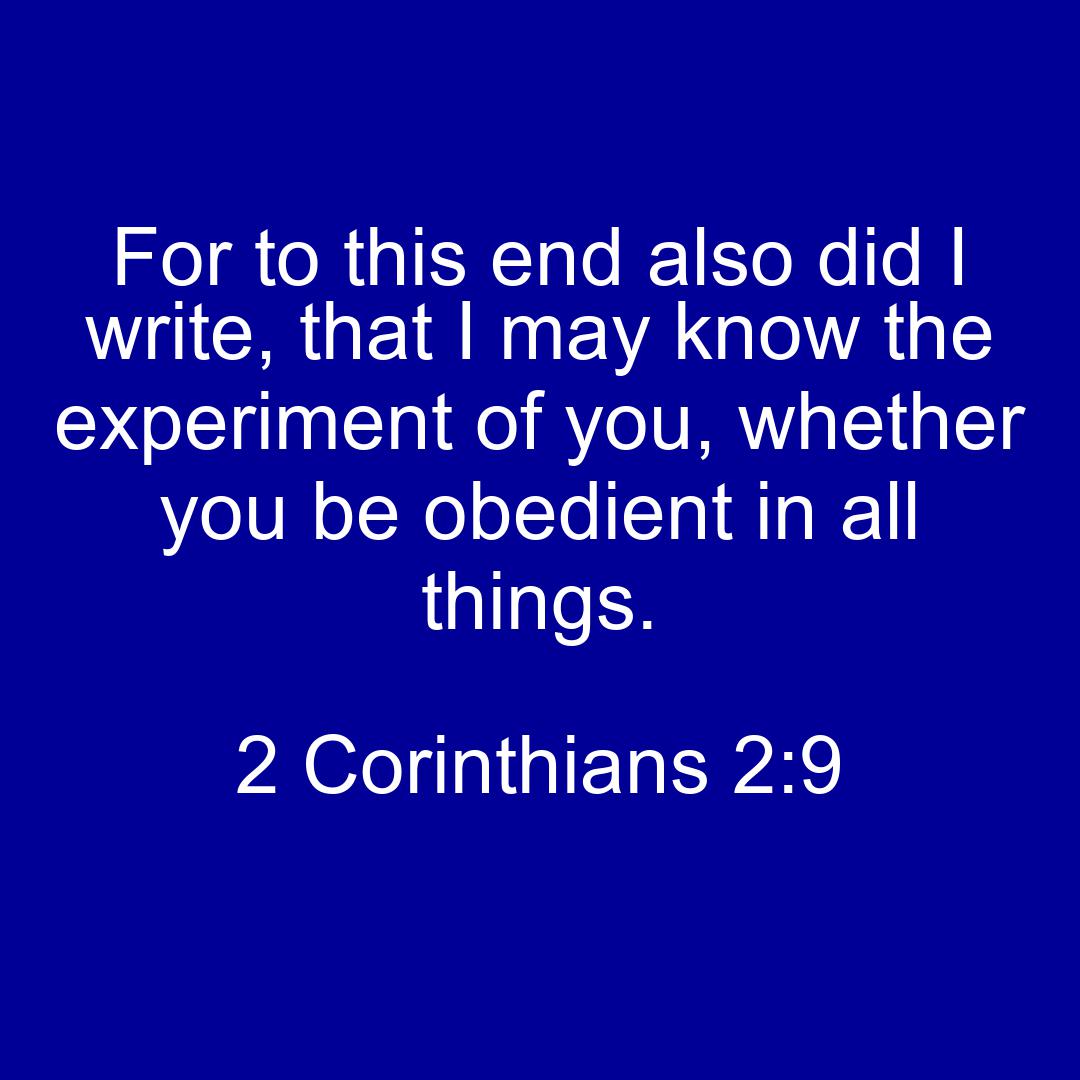 For to this end also did I
write, that I may know the
experiment of you, whether
you be obedient in all
things.
2 Corinthians 2:9